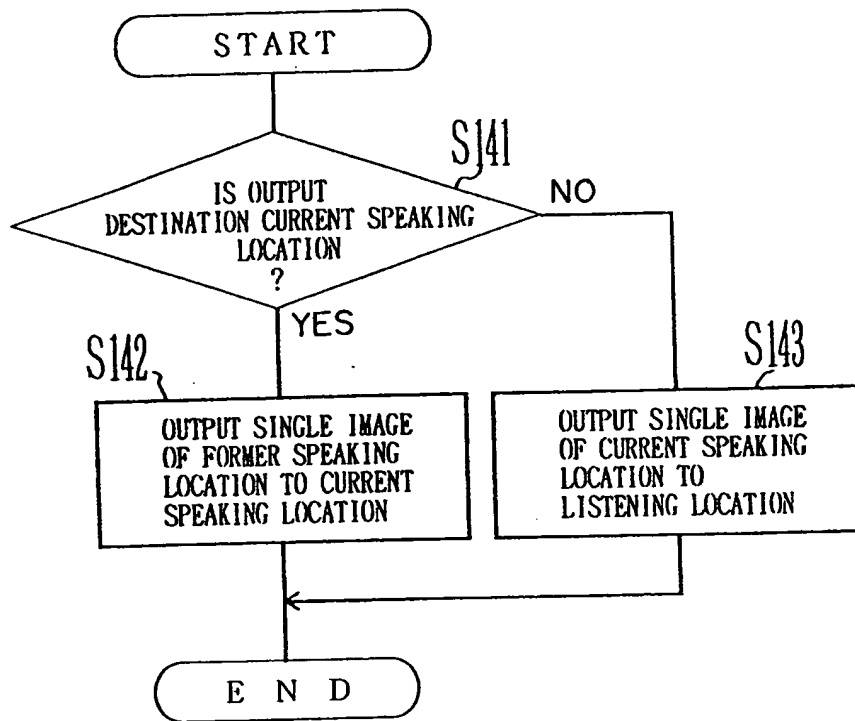 START
S141
IS OUTPUT
DESTINATION CURRENT SPEAKING
LOCATION
?
NO
YES
S142
OUTPUT SINGLE IMAGE
OF FORMER SPEAKING
LOCATION TO CURRENT
SPEAKING LOCATION
S143
OUTPUT SINGLE IMAGE
OF CURRENT SPEAKING
LOCATION TO
LISTENING LOCATION
END